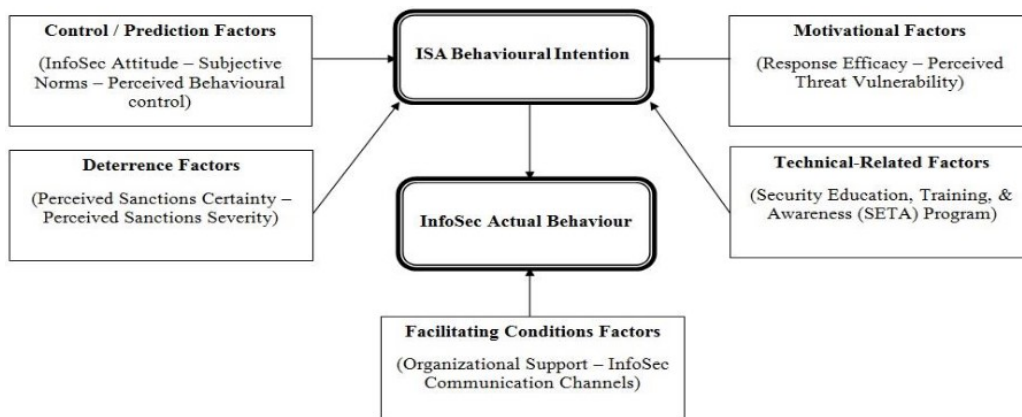 Control / Prediction Factors
(InfoSec Attitude – Subjective
Norms – Perceived Behavioural
control)
ISA Behavioural Intention
Motivational Factors
(Response Efficacy – Perceived
Threat Vulnerability)
Deterrence Factors
(Perceived Sanctions Certainty –
Perceived Sanctions Severity)
InfoSec Actual Behaviour
Technical-Related Factors
(Security Education, Training, &
Awareness (SETA) Program)
Facilitating Conditions Factors
(Organizational Support – InfoSec
Communication Channels)